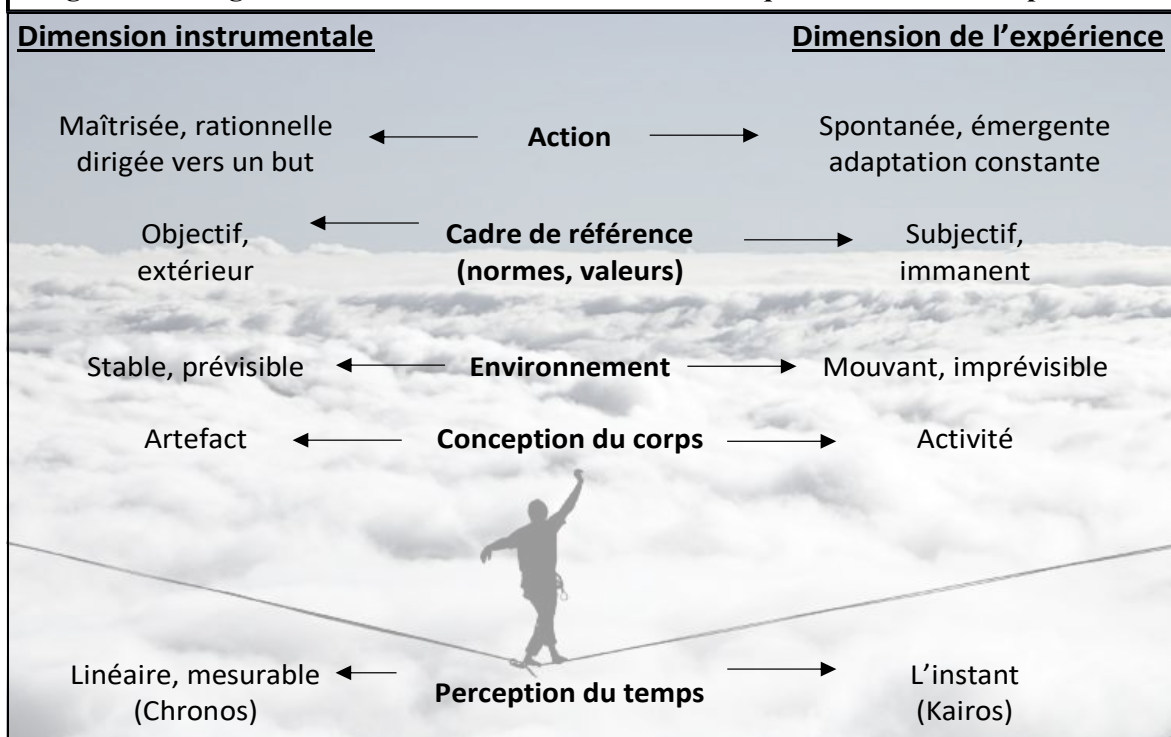 Dimension instrumentale
Dimension de l’expérience
Maîtrisée, rationnelle
dirigée vers un but
Action
Spontanée, émergente
adaptation constante
Objectif,
extérieur
Cadre de référence
(normes, valeurs)
Subjectif,
immanent
Stable, prévisible
Environnement
Mouvant, imprévisible
Artefact
Conception du corps
Activité
Linéaire, mesurable
(Chronos)
Perception du temps
L’instant
(Kairos)